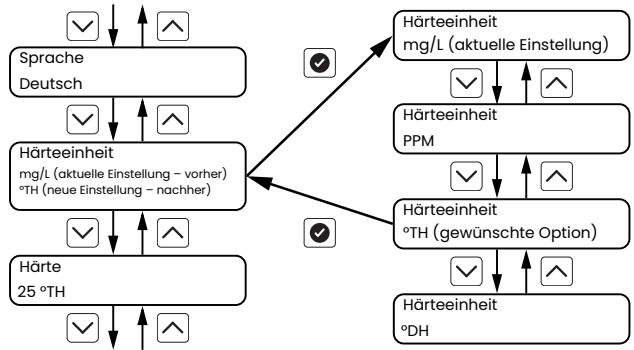 Sprache
Deutsch
Härteeinheit
mg/L (aktuelle Einstellung – vorher)
°TH (neue Einstellung – nachher)
Härte
25 °TH
Härteeinheit
mg/L (aktuelle Einstellung)
Härteeinheit
PPM
Härteeinheit
°TH (gewünschte Option)
Härteeinheit
°DH